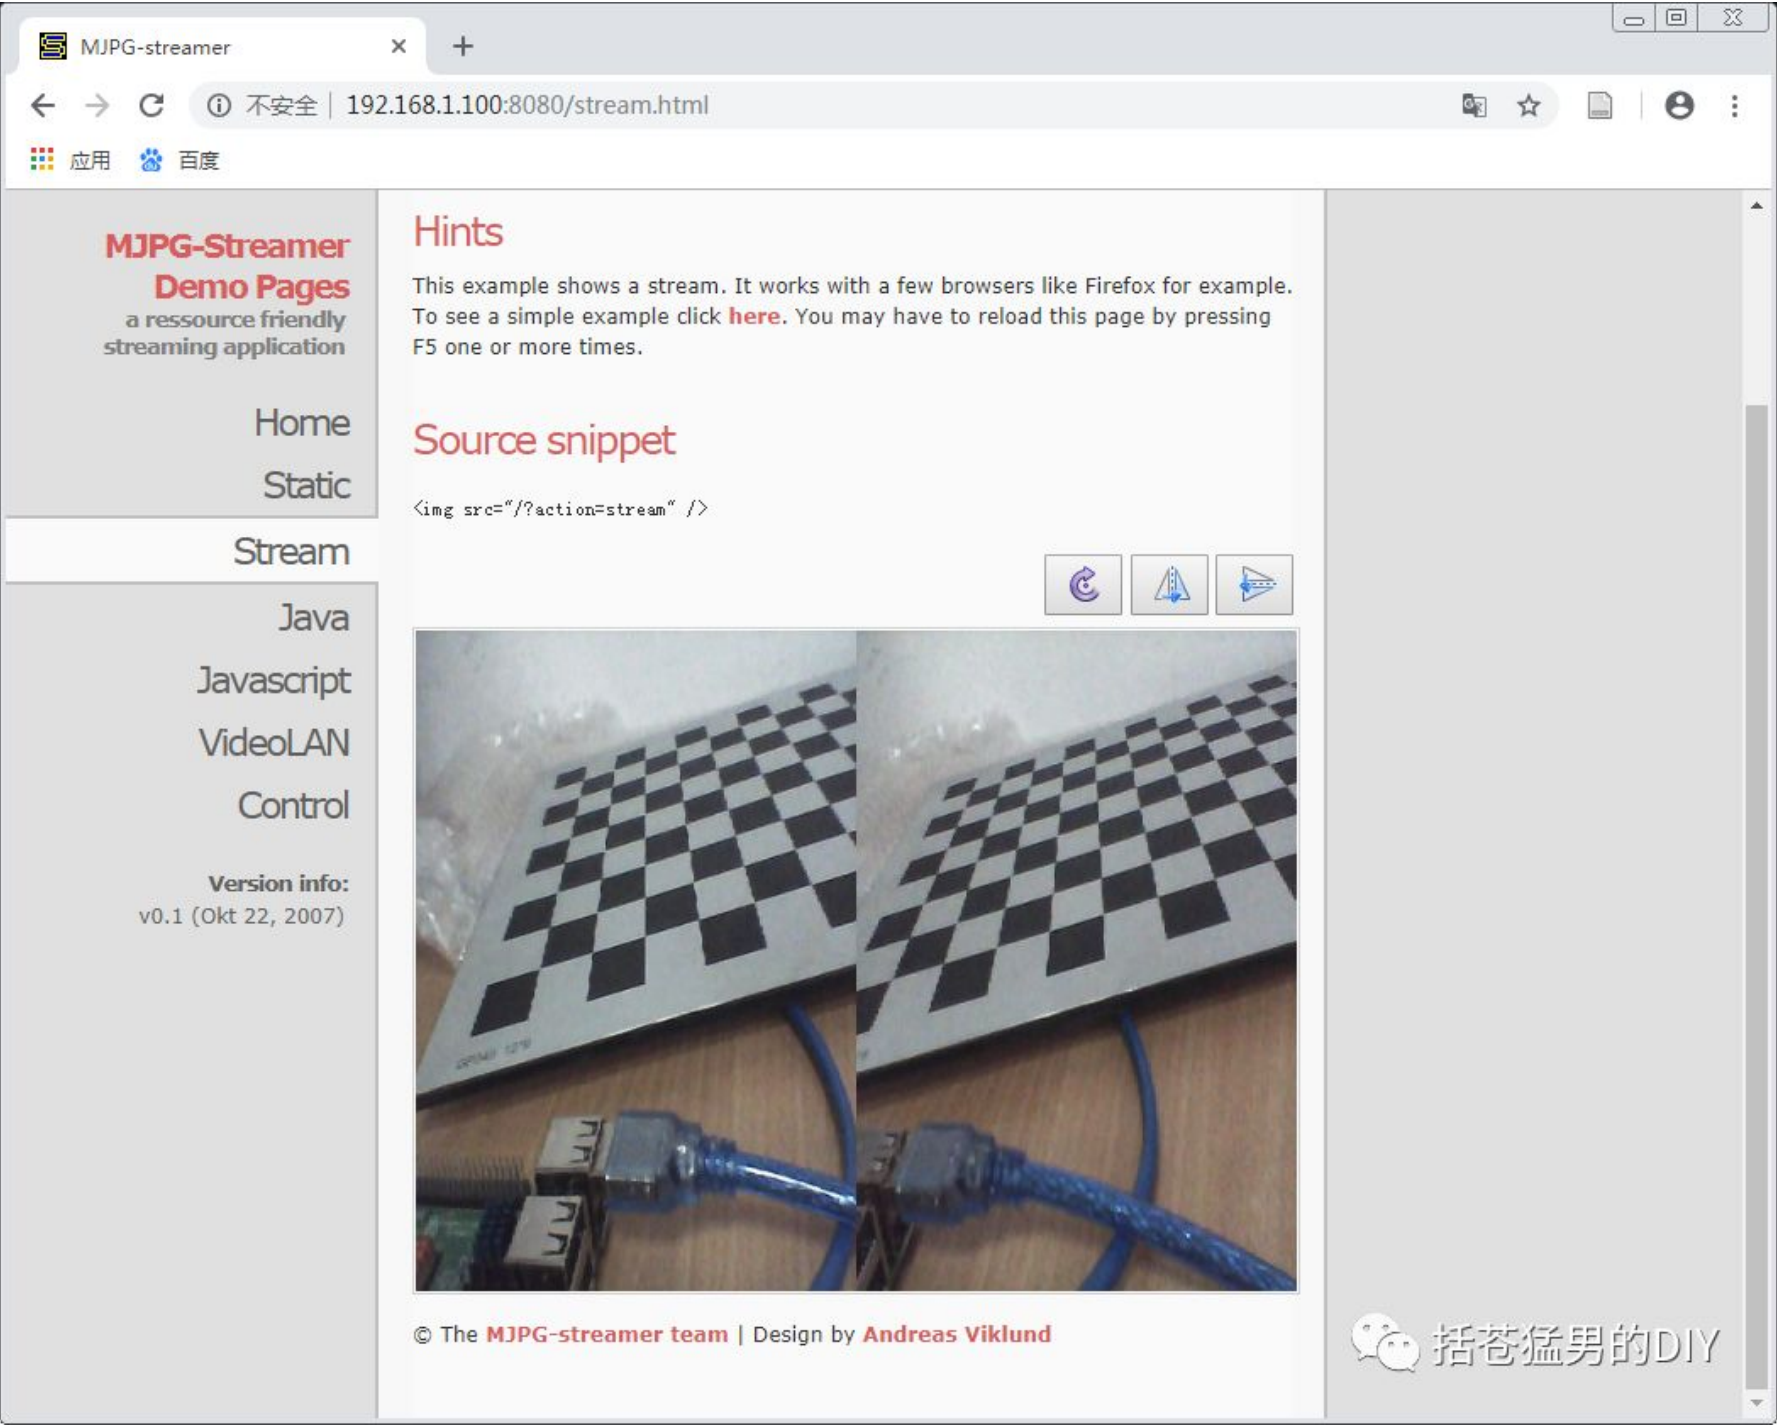 MJPG-streamer
不安全 | 192.168.1.100:8080/stream.html
应用 百度
MJPG-Streamer
Demo Pages
a ressource friendly
streaming application
Home
Static
Stream
Java
Javascript
VideoLAN
Control
Version info:
v0.1 (Okt 22, 2007)
Hints
This example shows a stream. It works with a few browsers like Firefox for example.
To see a simple example click here. You may have to reload this page by pressing
F5 one or more times.
Source snippet
<img src="/?action=stream" />
© The MJPG-streamer team | Design by Andreas Viklund
括苍猛男的DIY